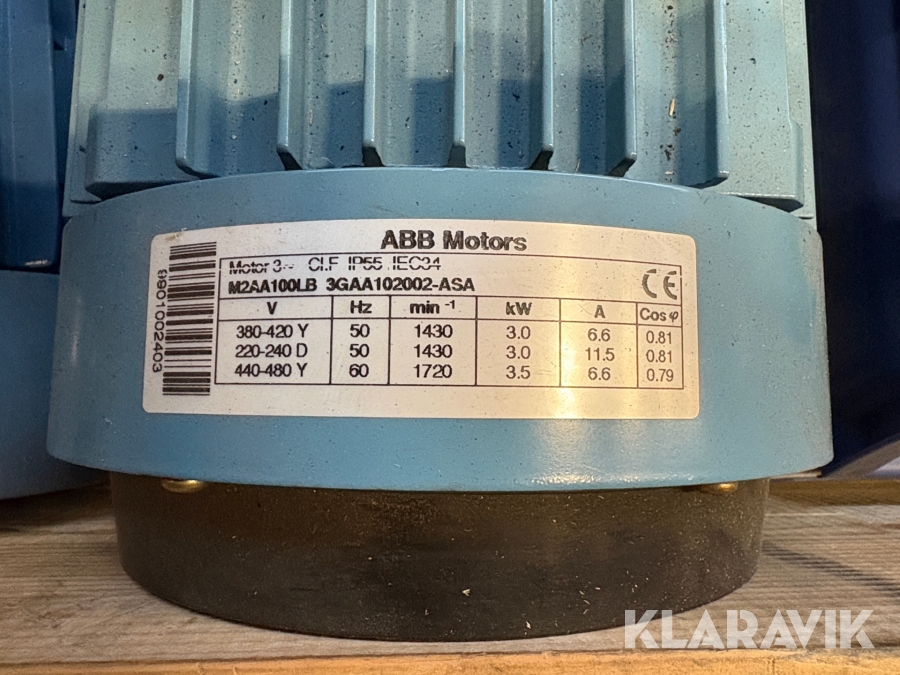 ABB Motors
Motor 3~ Cl.F IP55 IEC34
M2AA100LB 3GAA102002-ASA
CE
V Hz min -1 kW A Cos φ
380-420 Y 50 1430 3.0 6.6 0.81
220-240 D 50 1430 3.0 11.5 0.81
440-480 Y 60 1720 3.5 6.6 0.79
9901002403
KLARAVIK